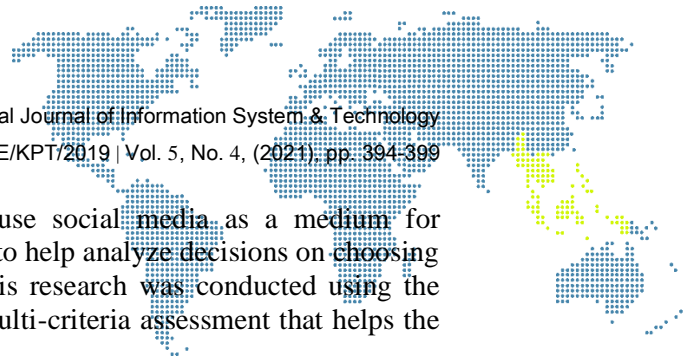 al Journal of Information System & Technology
E/KPT/2019 | Vol. 5, No. 4, (2021), pp. 394-399
use social media as a medium for
to help analyze decisions on choosing
is research was conducted using the
ulti-criteria assessment that helps the